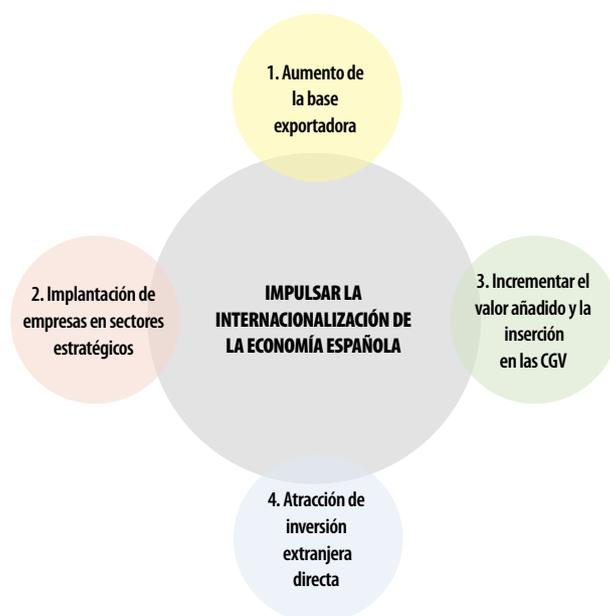 1. Aumento de
la base
exportadora
2. Implantación de
empresas en sectores
estratégicos
IMPULSAR LA
INTERNACIONALIZACIÓN DE
LA ECONOMÍA ESPAÑOLA
3. Incrementar el
valor añadido y la
inserción
en las CGV
4. Atracción de
inversión
extranjera
directa